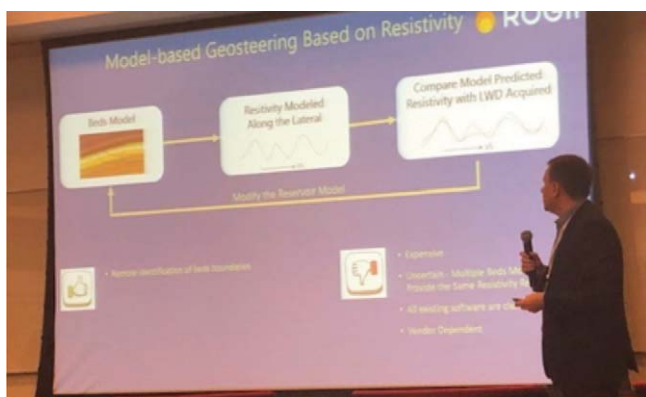 Model-based Geosteering Based on Resistivity
ROGII
Beds Model
Resitivity Modeled
Along the Lateral
Compare Model Predicted
Resistivity with LWD Acquired
Modify the Reservoir Model
• Remote identification of beds boundaries
• Expensive
• Uncertain - Multiple Beds
Provide the Same Resistivity
• All existing software are
• Vendor Dependent